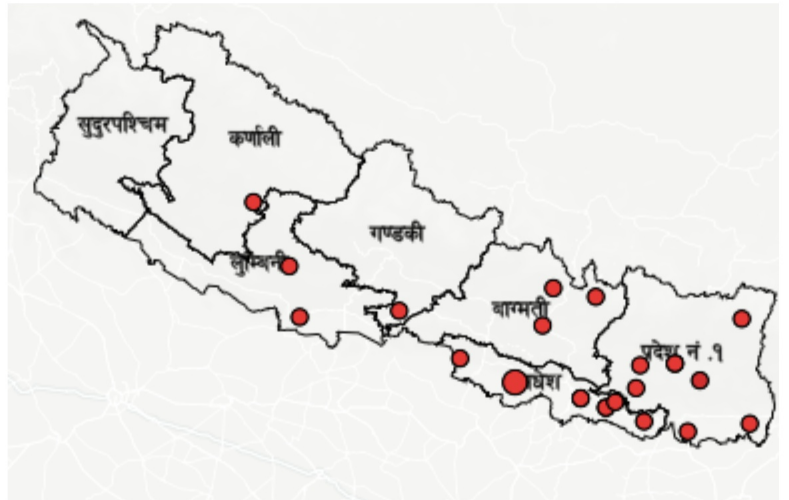 सुदुरपश्चिम
कर्णाली
गण्डकी
लुम्बिनी
बाग्मती
प्रदेश नं .१
धेश